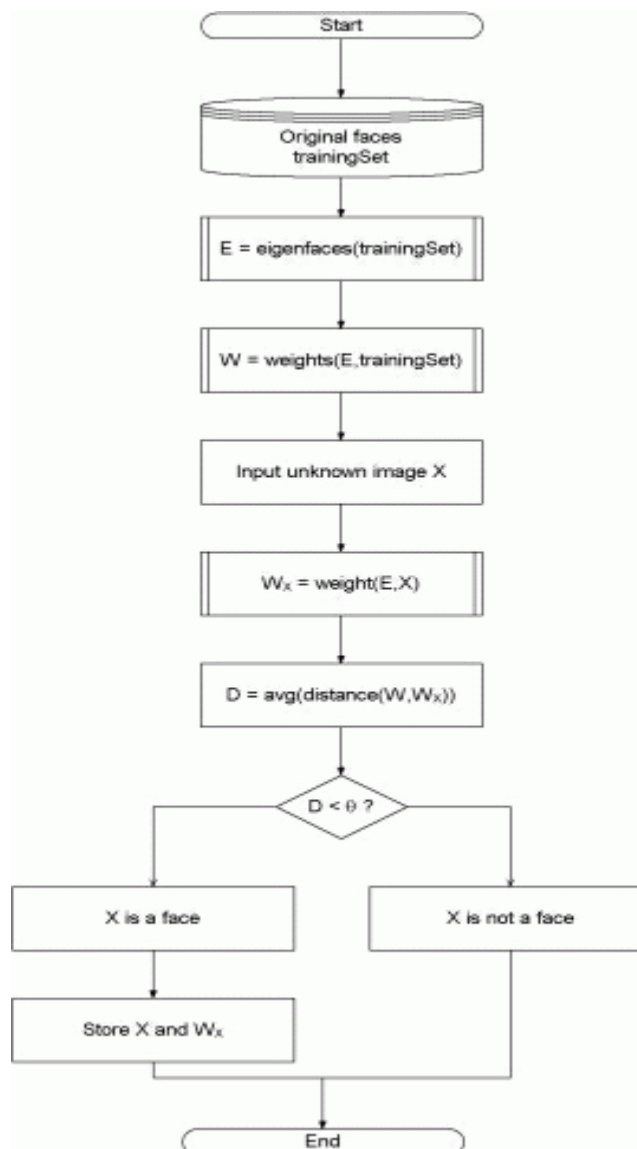 Start
Original faces
trainingSet
E = eigenfaces(trainingSet)
W = weights(E,trainingSet)
Input unknown image X
Wₓ = weight(E,X)
D = avg(distance(W,Wₓ))
D < θ ?
X is a face
X is not a face
Store X and Wₓ
End